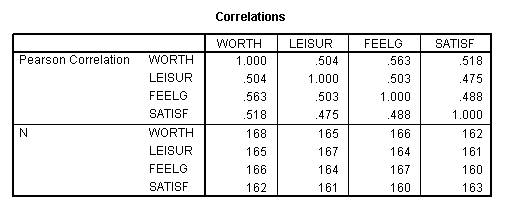 Correlations
WORTH LEISUR FEELG SATISF
Pearson Correlation WORTH 1.000 .504 .563 .518
LEISUR .504 1.000 .503 .475
FEELG .563 .503 1.000 .488
SATISF .518 .475 .488 1.000
N WORTH 168 165 166 162
LEISUR 165 167 164 161
FEELG 166 164 167 160
SATISF 162 161 160 163